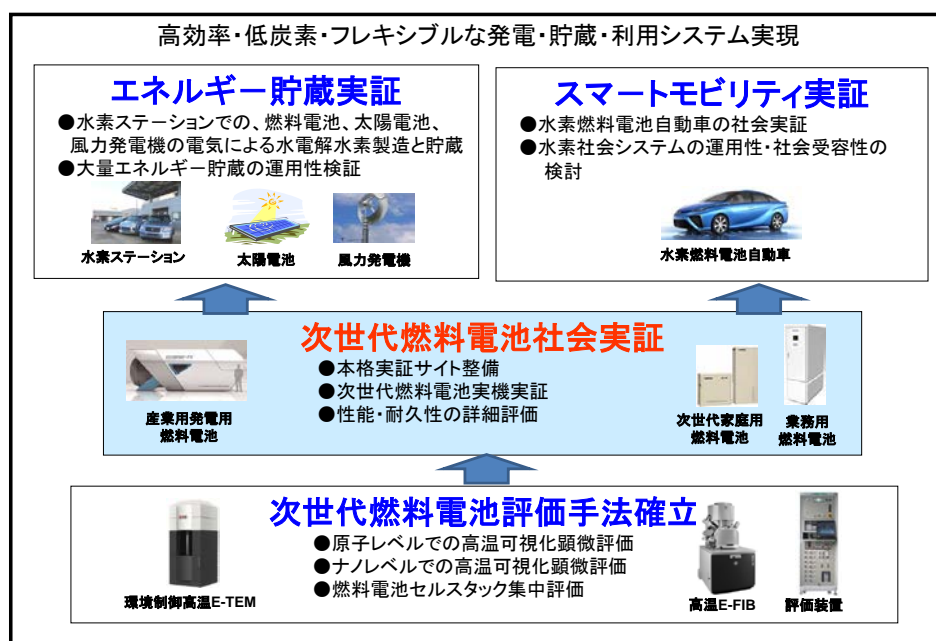 高効率・低炭素・フレキシブルな発電・貯蔵・利用システム実現
エネルギー貯蔵実証
●水素ステーションでの、燃料電池、太陽電池、
風力発電機の電気による水電解水素製造と貯蔵
●大量エネルギー貯蔵の運用性検証
水素ステーション
太陽電池
風力発電機
スマートモビリティ実証
●水素燃料電池自動車の社会実証
●水素社会システムの運用性・社会受容性の
検討
水素燃料電池自動車
次世代燃料電池社会実証
●本格実証サイト整備
●次世代燃料電池実機実証
●性能・耐久性の詳細評価
産業用発電用
燃料電池
次世代家庭用
燃料電池
業務用
燃料電池
次世代燃料電池評価手法確立
●原子レベルでの高温可視化顕微評価
●ナノレベルでの高温可視化顕微評価
●燃料電池セルスタック集中評価
環境制御高温E-TEM
高温E-FIB
評価装置